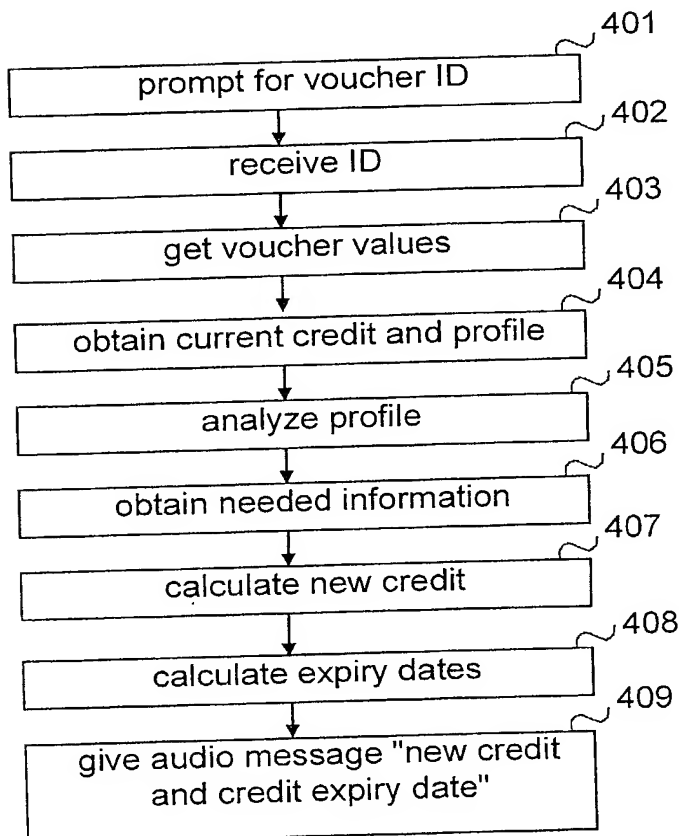 401
prompt for voucher ID
402
receive ID
403
get voucher values
404
obtain current credit and profile
405
analyze profile
406
obtain needed information
407
calculate new credit
408
calculate expiry dates
409
give audio message "new credit
and credit expiry date"